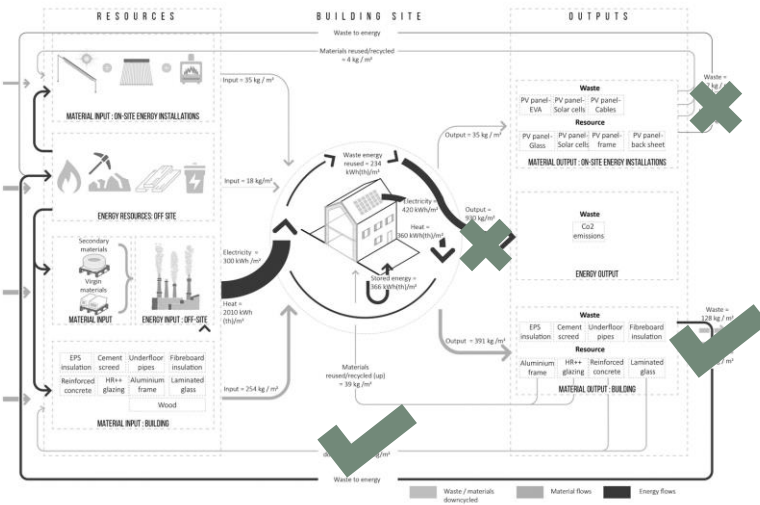 RESOURCES
BUILDING SITE
OUTPUTS
Waste to energy
Materials reused/recycled
= 4 kg / m²
Input = 35 kg / m²
MATERIAL INPUT : ON-SITE ENERGY INSTALLATIONS
Waste =
kg /
Waste
PV panel-
EVA
PV panel-
Solar cells
PV panel-
Cables
Resource
PV panel-
Glass
PV panel-
Solar cells
PV panel-
frame
PV panel-
back sheet
MATERIAL OUTPUT : ON-SITE ENERGY INSTALLATIONS
Output = 35 kg / m²
Waste energy
reused = 234
kWh(th)/m²
Input = 18 kg/m²
ENERGY RESOURCES: OFF SITE
Electricity =
420 kWh/m²
Heat =
360 kWh(th)/m²
Output =
930 kg/m²
Waste
Co2
emissions
ENERGY OUTPUT
Secondary
materials
Virgin
materials
MATERIAL INPUT
ENERGY INPUT : OFF-SITE
Electricity =
300 kWh/m²
Heat =
2010 kWh
(th)/m²
Stored energy =
366 kWh(th)/m²
Waste =
128 kg / m²
Waste
EPS
insulation
Cement
screed
Underfloor
pipes
Fibreboard
insulation
Resource
Aluminium
frame
HR++
glazing
Reinforced
concrete
Laminated
glass
MATERIAL OUTPUT : BUILDING
Output = 391 kg / m²
Materials
reused/recycled (up)
= 39 kg / m²
EPS
insulation
Cement
screed
Underfloor
pipes
Fibreboard
insulation
Reinforced
concrete
HR++
glazing
Aluminium
frame
Laminated
glass
Wood
MATERIAL INPUT : BUILDING
Input = 254 kg / m²
kg/m²
Waste to energy
Waste / materials
downcycled
Material flows
Energy flows